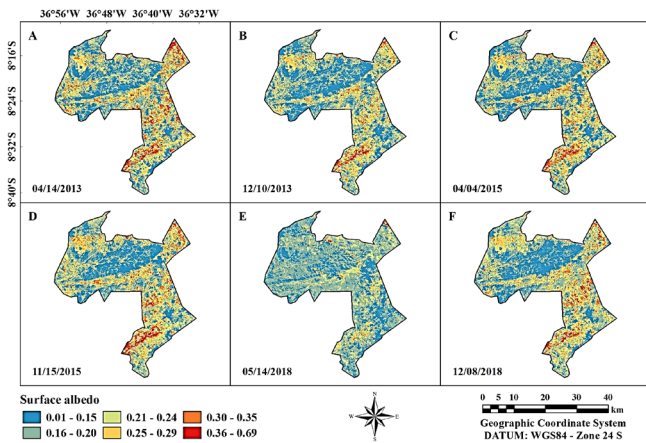 36°56'W 36°48'W 36°40'W 36°32'W
8°16'S
8°24'S
8°32'S
8°40'S
A
B
C
04/14/2013
12/10/2013
04/04/2015
D
E
F
11/15/2015
05/14/2018
12/08/2018
Surface albedo
0.01 - 0.15 0.21 - 0.24 0.30 - 0.35
0.16 - 0.20 0.25 - 0.29 0.36 - 0.69
N
W E
S
0 5 10 20 30 40
km
Geographic Coordinate System
DATUM: WGS84 - Zone 24 S